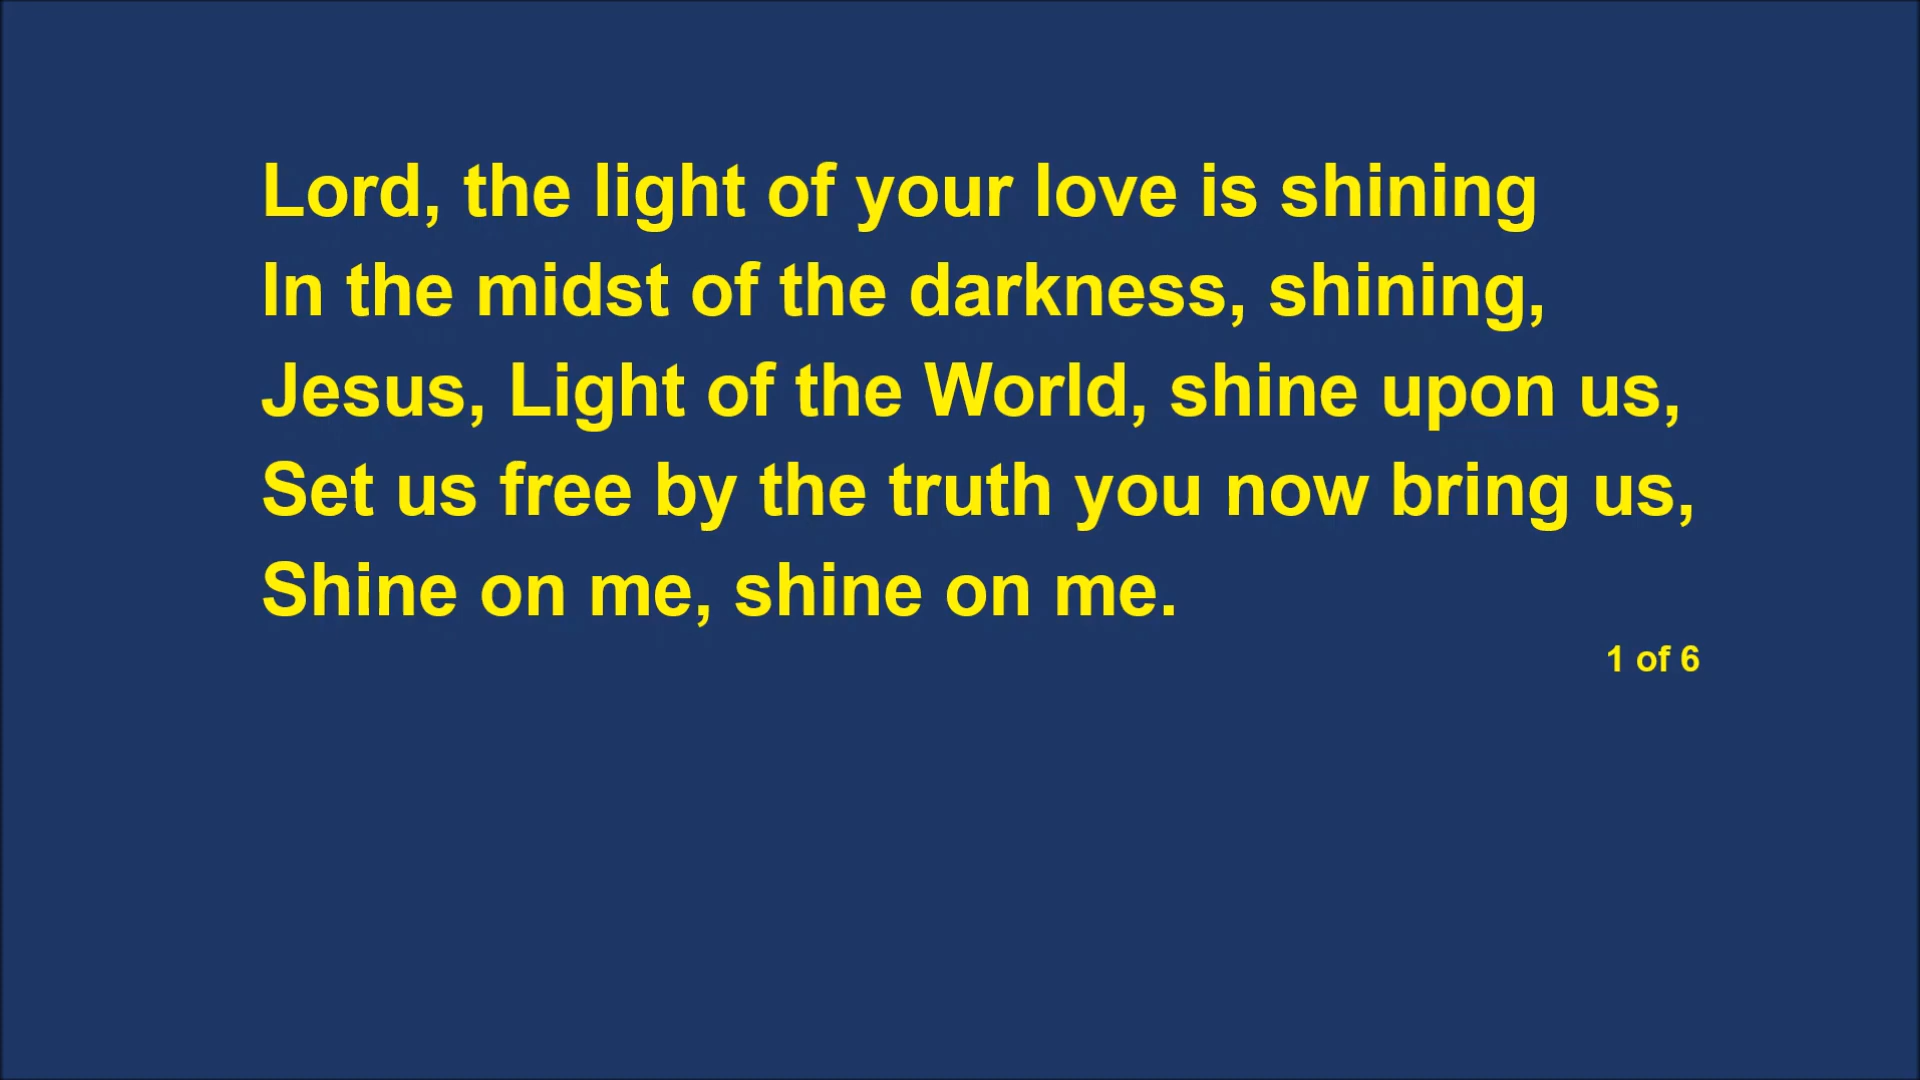 Lord, the light of your love is shining
In the midst of the darkness, shining,
Jesus, Light of the World, shine upon us,
Set us free by the truth you now bring us,
Shine on me, shine on me.
1 of 6